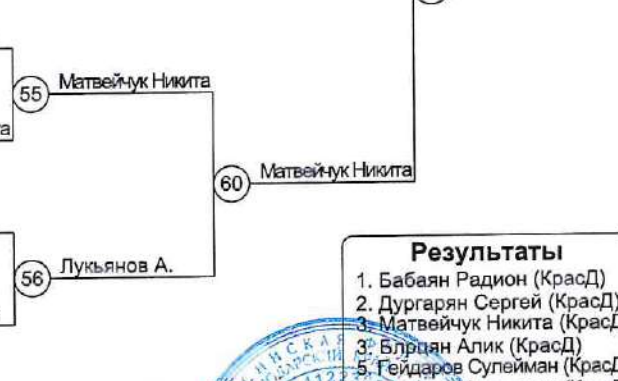 55 Матвейчук Никита
а
60 Матвейчук Никита
56 Лукьянов А.
Результаты
1. Бабаян Радион (КрасД)
2. Дургарян Сергей (КрасД)
3. Матвейчук Никита (КрасД
3. Блрцян Алик (КрасД)
5. Гейдаров Сулейман (КрасД